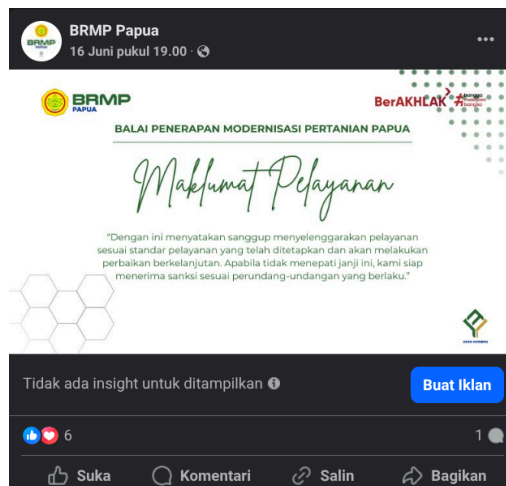 BRMP Papua
16 Juni pukul 19.00 ·
BRMP
PAPUA
BerAKHLAK
#bangga
melayani
bangsa
BALAI PENERAPAN MODERNISASI PERTANIAN PAPUA
Maklumat Pelayanan
"Dengan ini menyatakan sanggup menyelenggarakan pelayanan
sesuai standar pelayanan yang telah ditetapkan dan akan melakukan
perbaikan berkelanjutan. Apabila tidak menepati janji ini, kami siap
menerima sanksi sesuai perundang-undangan yang berlaku."
Tidak ada insight untuk ditampilkan
Buat Iklan
6
1
Suka
Komentari
Salin
Bagikan